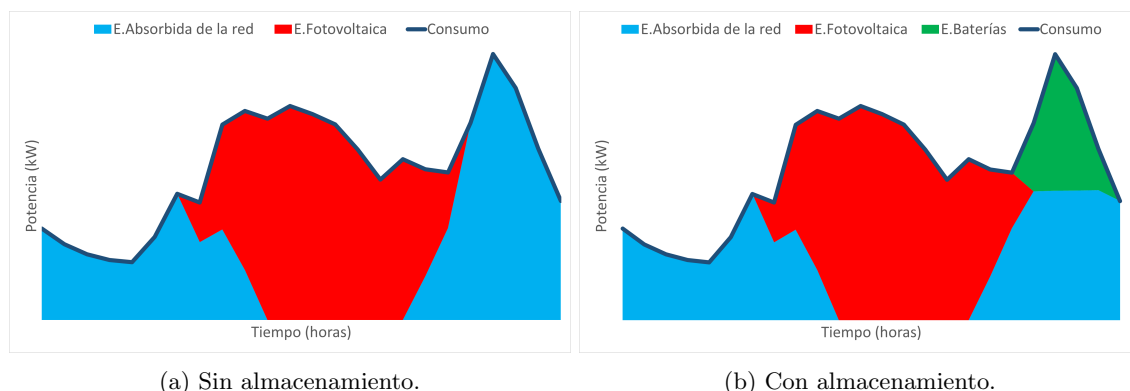 E.Absorbida de la red E.Fotovoltaica Consumo
Potencia (kW)
Tiempo (horas)
(a) Sin almacenamiento.
E.Absorbida de la red E.Fotovoltaica E.Baterías Consumo
Potencia (kW)
Tiempo (horas)
(b) Con almacenamiento.